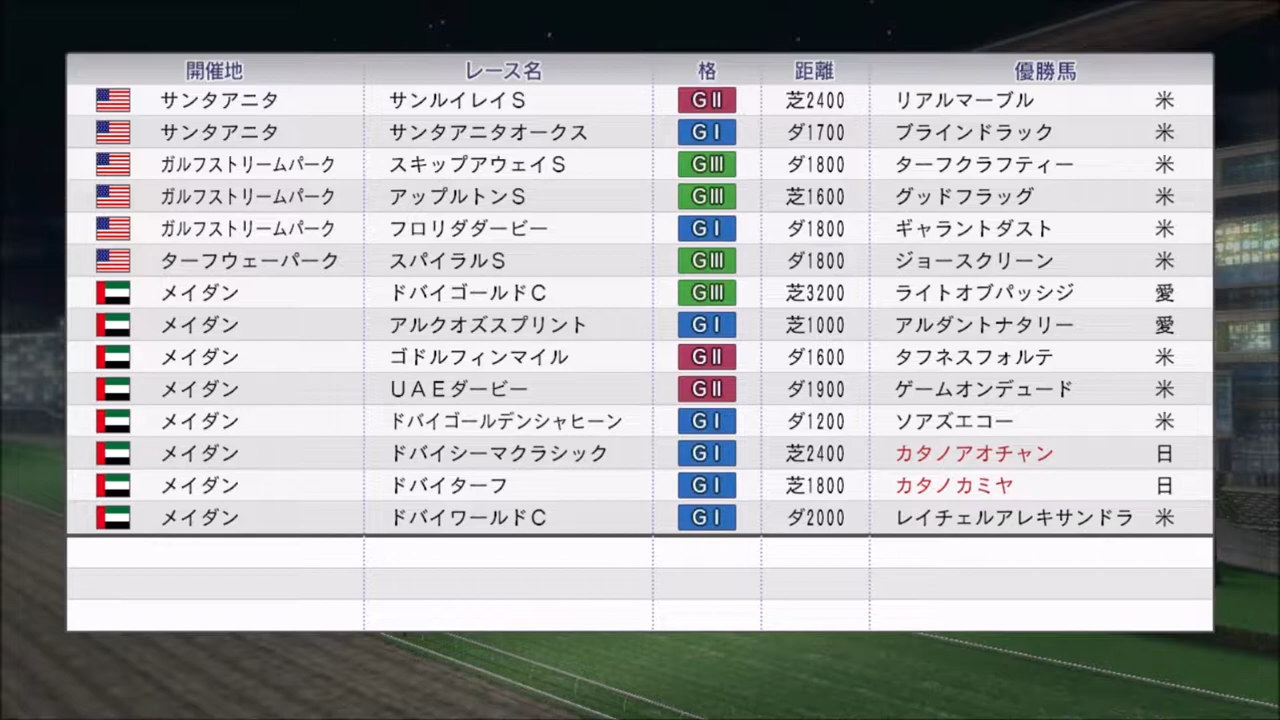 開催地 レース名 格 距離 優勝馬
サンタアニタ サンルイレイＳ GⅡ 芝2400 リアルマーブル 米
サンタアニタ サンタアニタオークス GⅠ ダ1700 ブラインドラック 米
ガルフストリームパーク スキップアウェイＳ GⅢ ダ1800 ターフクラフティー 米
ガルフストリームパーク アップルトンＳ GⅢ 芝1600 グッドフラッグ 米
ガルフストリームパーク フロリダダービー GⅠ ダ1800 ギャラントダスト 米
ターフウェーパーク スパイラルＳ GⅢ ダ1800 ジョースクリーン 米
メイダン ドバイゴールドＣ GⅢ 芝3200 ライトオブパッシジ 愛
メイダン アルクオズスプリント GⅠ 芝1000 アルダントナタリー 愛
メイダン ゴドルフィンマイル GⅡ ダ1600 タフネスフォルテ 米
メイダン ＵＡＥダービー GⅡ ダ1900 ゲームオンデュード 米
メイダン ドバイゴールデンシャヒーン GⅠ ダ1200 ソアズエコー 米
メイダン ドバイシーマクラシック GⅠ 芝2400 カタノアオチャン 日
メイダン ドバイターフ GⅠ 芝1800 カタノカミヤ 日
メイダン ドバイワールドＣ GⅠ ダ2000 レイチェルアレキサンドラ 米